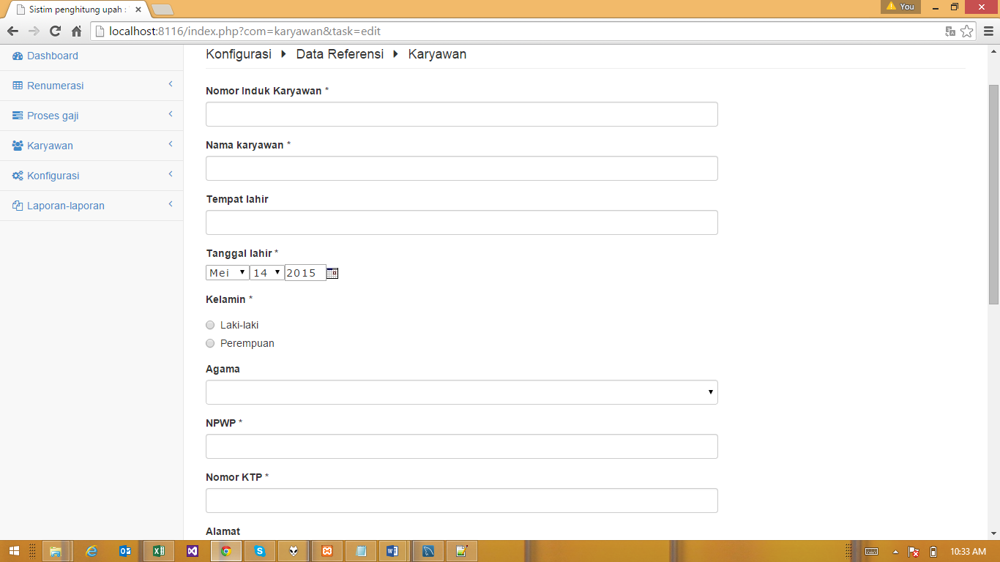 Sistim penghitung upah :
You
localhost:8116/index.php?com=karyawan&task=edit
Dashboard
Renumerasi
Proses gaji
Karyawan
Konfigurasi
Laporan-laporan
Konfigurasi Data Referensi Karyawan
Nomor Induk Karyawan *
Nama karyawan *
Tempat lahir
Tanggal lahir *
Mei 14 2015
Kelamin *
Laki-laki
Perempuan
Agama
NPWP *
Nomor KTP *
Alamat
10:33 AM